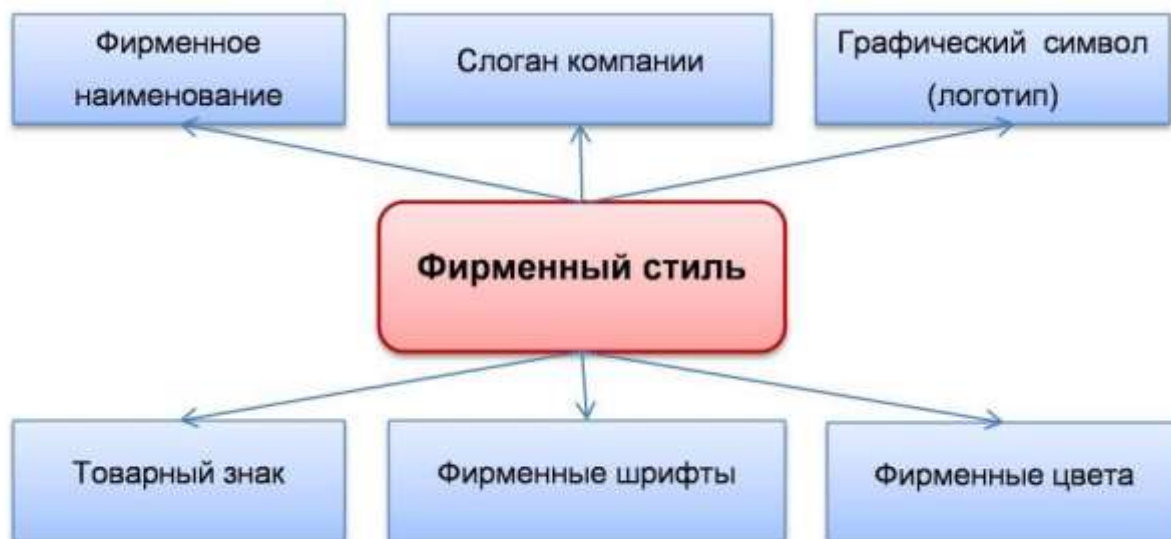 Фирменное
наименование
Слоган компании
Графический символ
(логотип)
Фирменный стиль
Товарный знак
Фирменные шрифты
Фирменные цвета